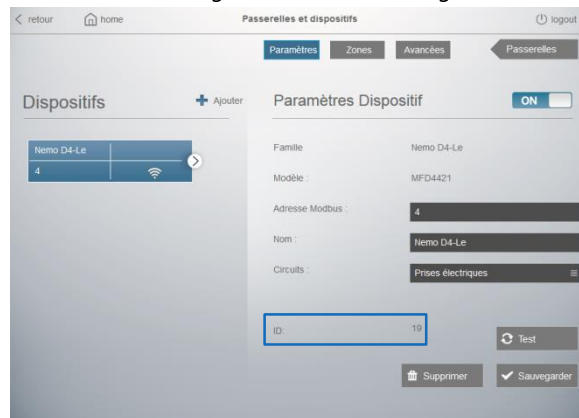 retour home Passerelles et dispositifs logout
Paramètres Zones Avancées Passerelles
Dispositifs Ajouter Paramètres Dispositif ON
Nemo D4-Le
4
Famille Nemo D4-Le
Modèle : MFD4421
Adresse Modbus : 4
Nom : Nemo D4-Le
Circuits : Prises électriques
ID: 19
Test
Supprimer Sauvegarder